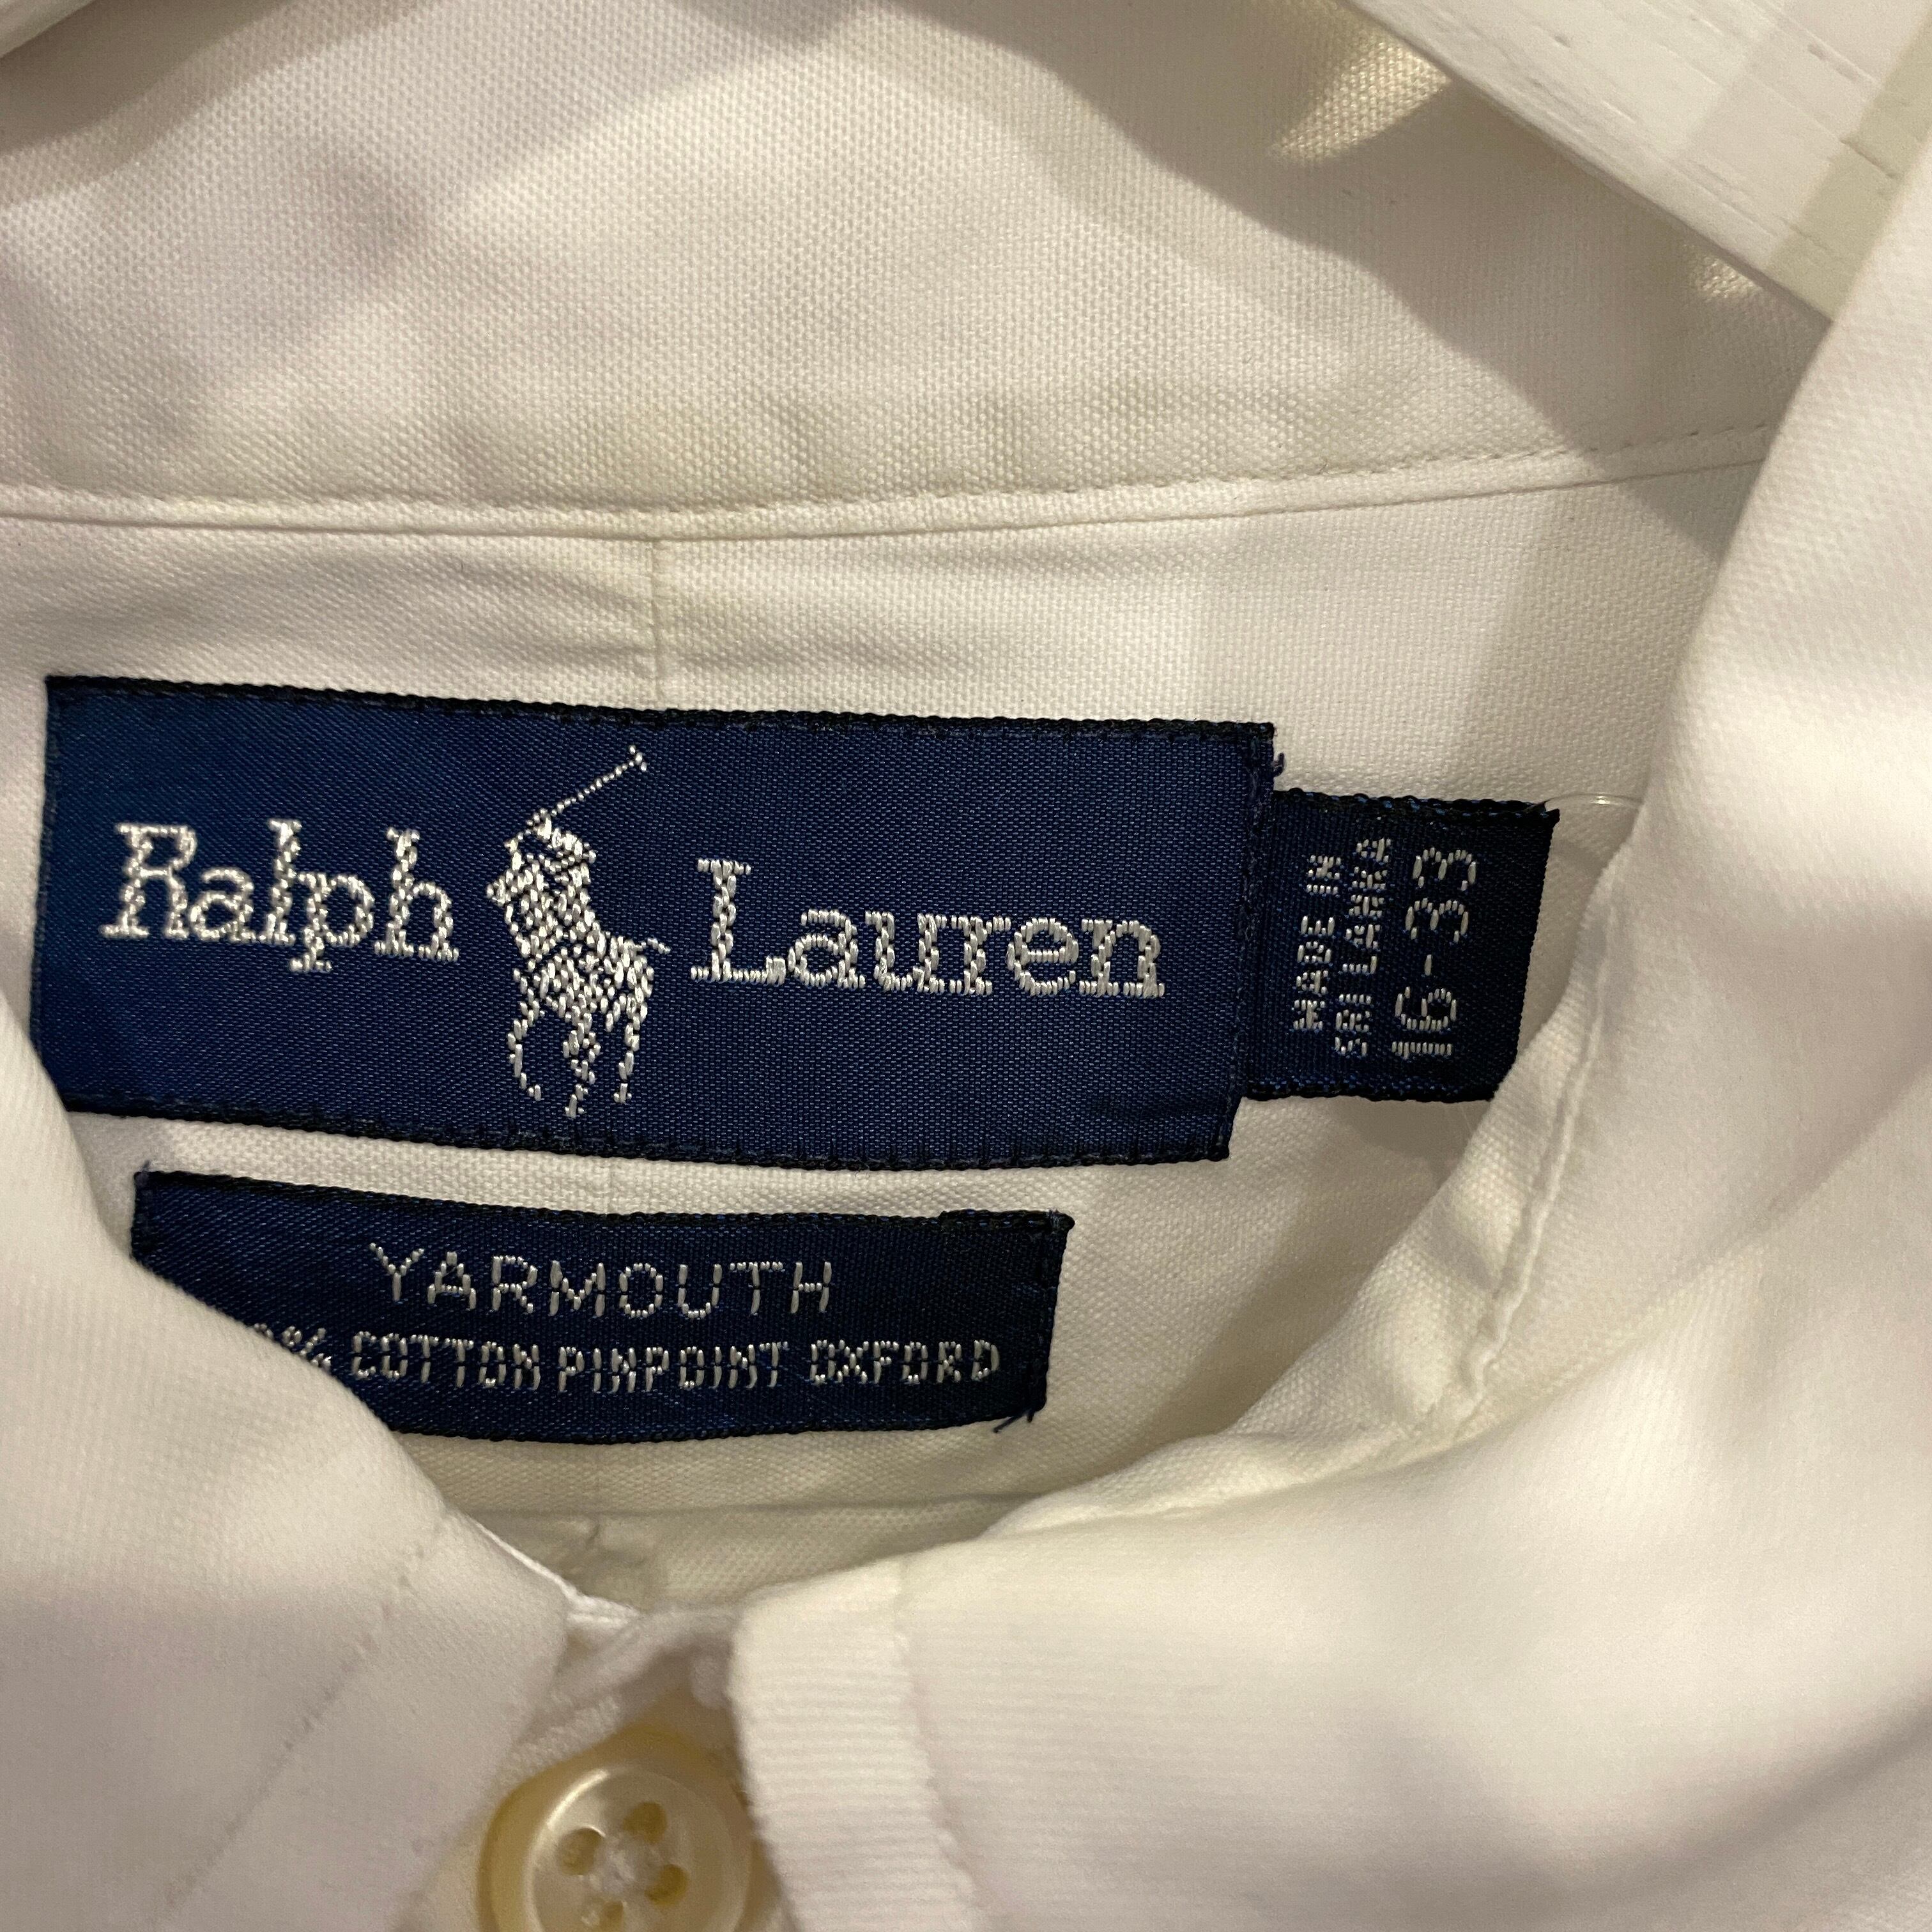 Ralph Lauren
MADE IN
SRI LANKA
16-33
YARMOUTH
% COTTON PINPOINT OXFORD